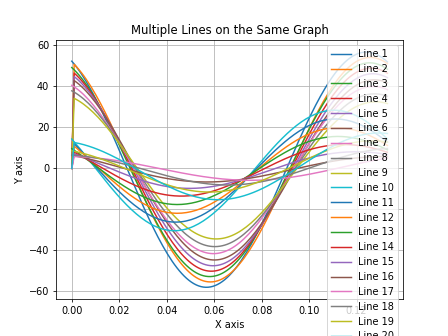 Multiple Lines on the Same Graph
60
40
20
0
−20
−40
−60
Y axis
0.00
0.02
0.04
0.06
0.08
0.10
X axis
Line 1
Line 2
Line 3
Line 4
Line 5
Line 6
Line 7
Line 8
Line 9
Line 10
Line 11
Line 12
Line 13
Line 14
Line 15
Line 16
Line 17
Line 18
Line 19
Line 20